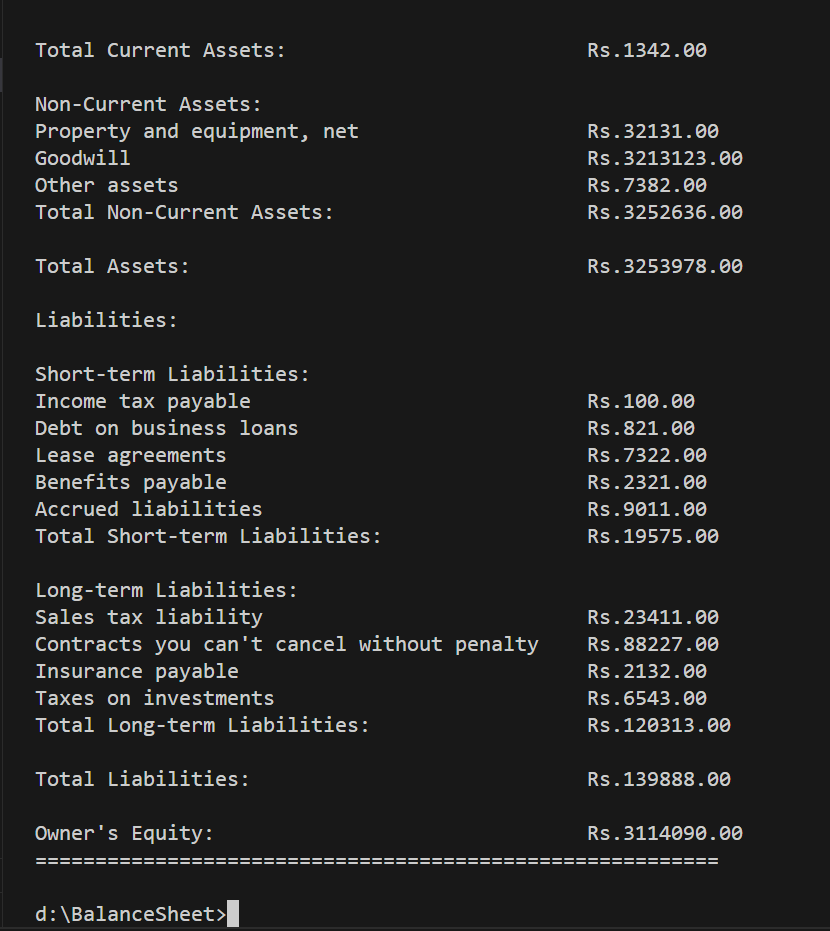 Total Current Assets: Rs.1342.00
Non-Current Assets:
Property and equipment, net Rs.32131.00
Goodwill Rs.3213123.00
Other assets Rs.7382.00
Total Non-Current Assets: Rs.3252636.00
Total Assets: Rs.3253978.00
Liabilities:
Short-term Liabilities:
Income tax payable Rs.100.00
Debt on business loans Rs.821.00
Lease agreements Rs.7322.00
Benefits payable Rs.2321.00
Accrued liabilities Rs.9011.00
Total Short-term Liabilities: Rs.19575.00
Long-term Liabilities:
Sales tax liability Rs.23411.00
Contracts you can't cancel without penalty Rs.88227.00
Insurance payable Rs.2132.00
Taxes on investments Rs.6543.00
Total Long-term Liabilities: Rs.120313.00
Total Liabilities: Rs.139888.00
Owner's Equity: Rs.3114090.00
=========================================================
d:\BalanceSheet>